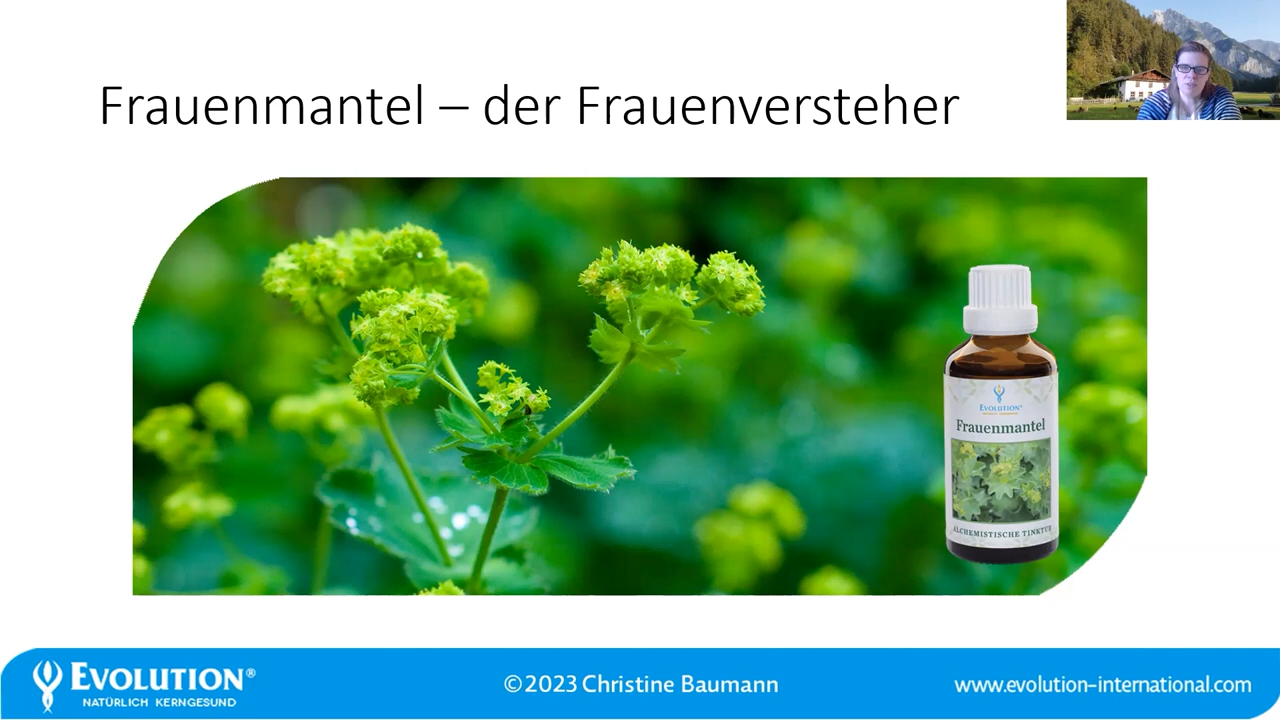 Frauenmantel – der Frauenversteher
EVOLUTION®
Frauenmantel
ALCHEMISTISCHE TINKTUR
EVOLUTION®
NATÜRLICH KERNGESUND
©2023 Christine Baumann
www.evolution-international.com